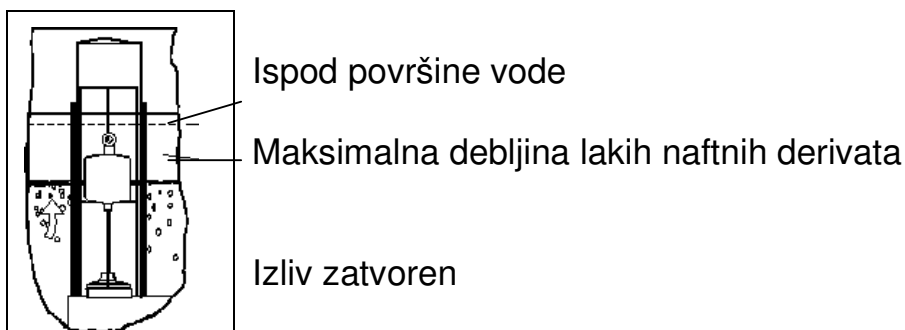 Ispod površine vode
Maksimalna debljina lakih naftnih derivata
Izliv zatvoren